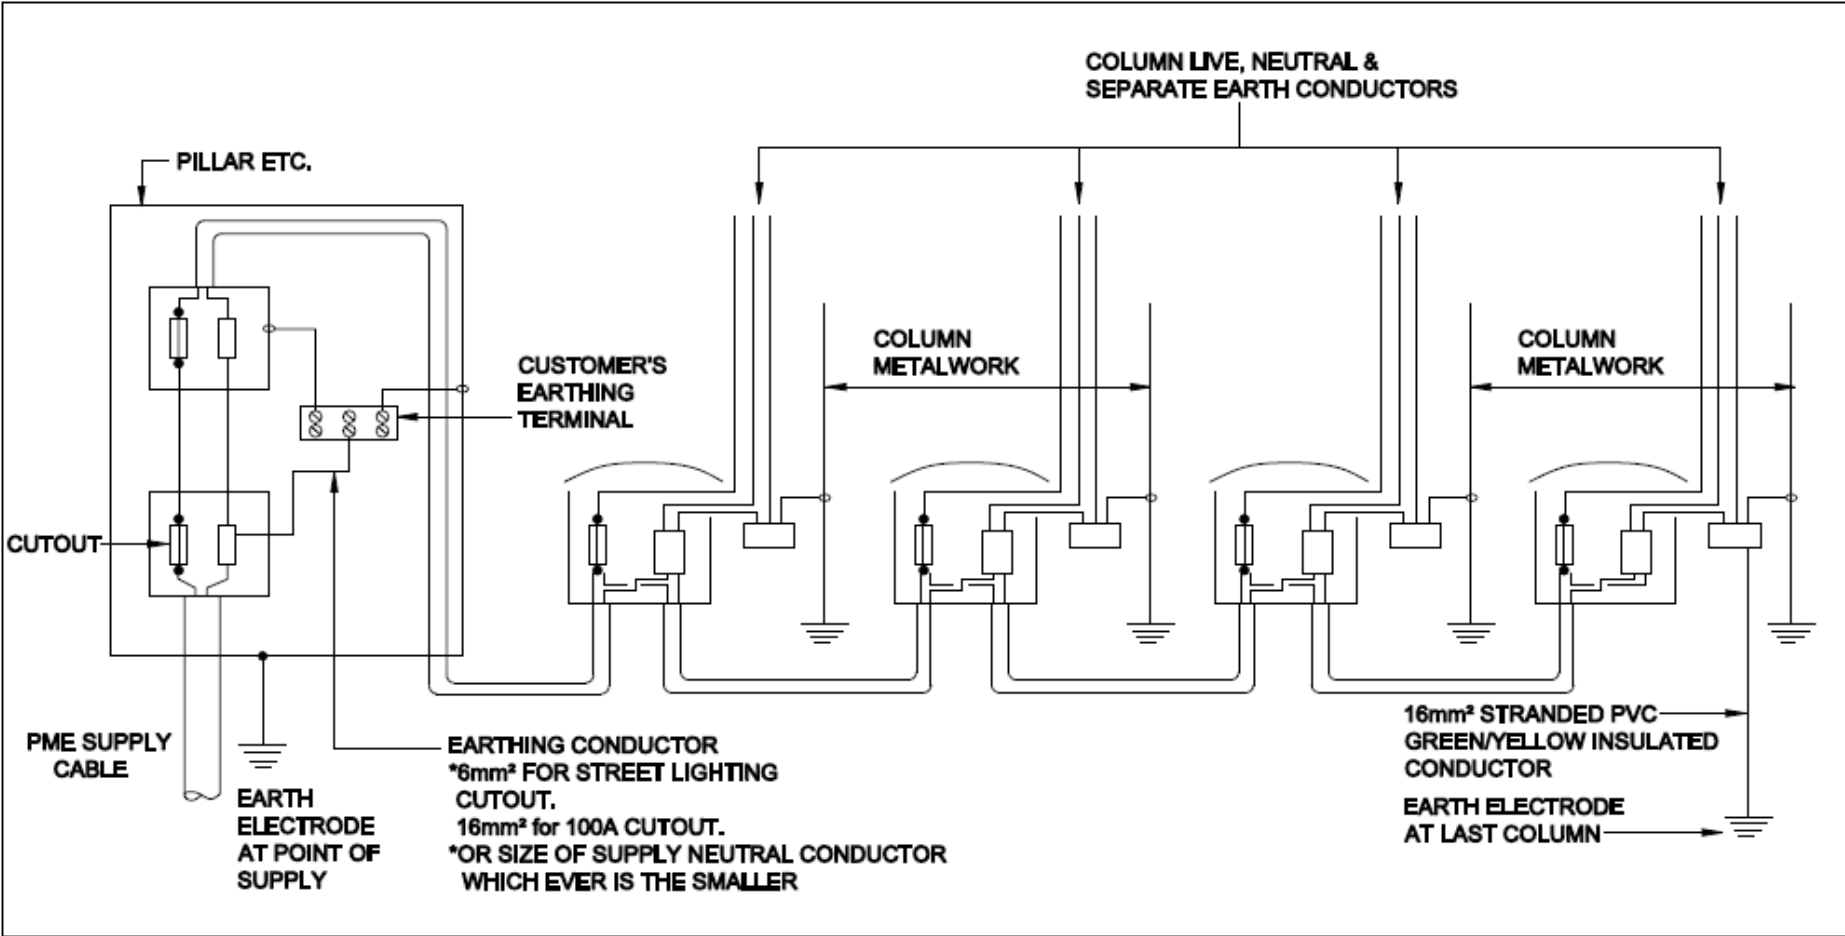 COLUMN LIVE, NEUTRAL &
SEPARATE EARTH CONDUCTORS
PILLAR ETC.
COLUMN
METALWORK
COLUMN
METALWORK
CUSTOMER'S
EARTHING
TERMINAL
CUTOUT
PME SUPPLY
CABLE
EARTH
ELECTRODE
AT POINT OF
SUPPLY
EARTHING CONDUCTOR
*6mm² FOR STREET LIGHTING
CUTOUT.
16mm² for 100A CUTOUT.
*OR SIZE OF SUPPLY NEUTRAL CONDUCTOR
WHICH EVER IS THE SMALLER
16mm² STRANDED PVC
GREEN/YELLOW INSULATED
CONDUCTOR
EARTH ELECTRODE
AT LAST COLUMN